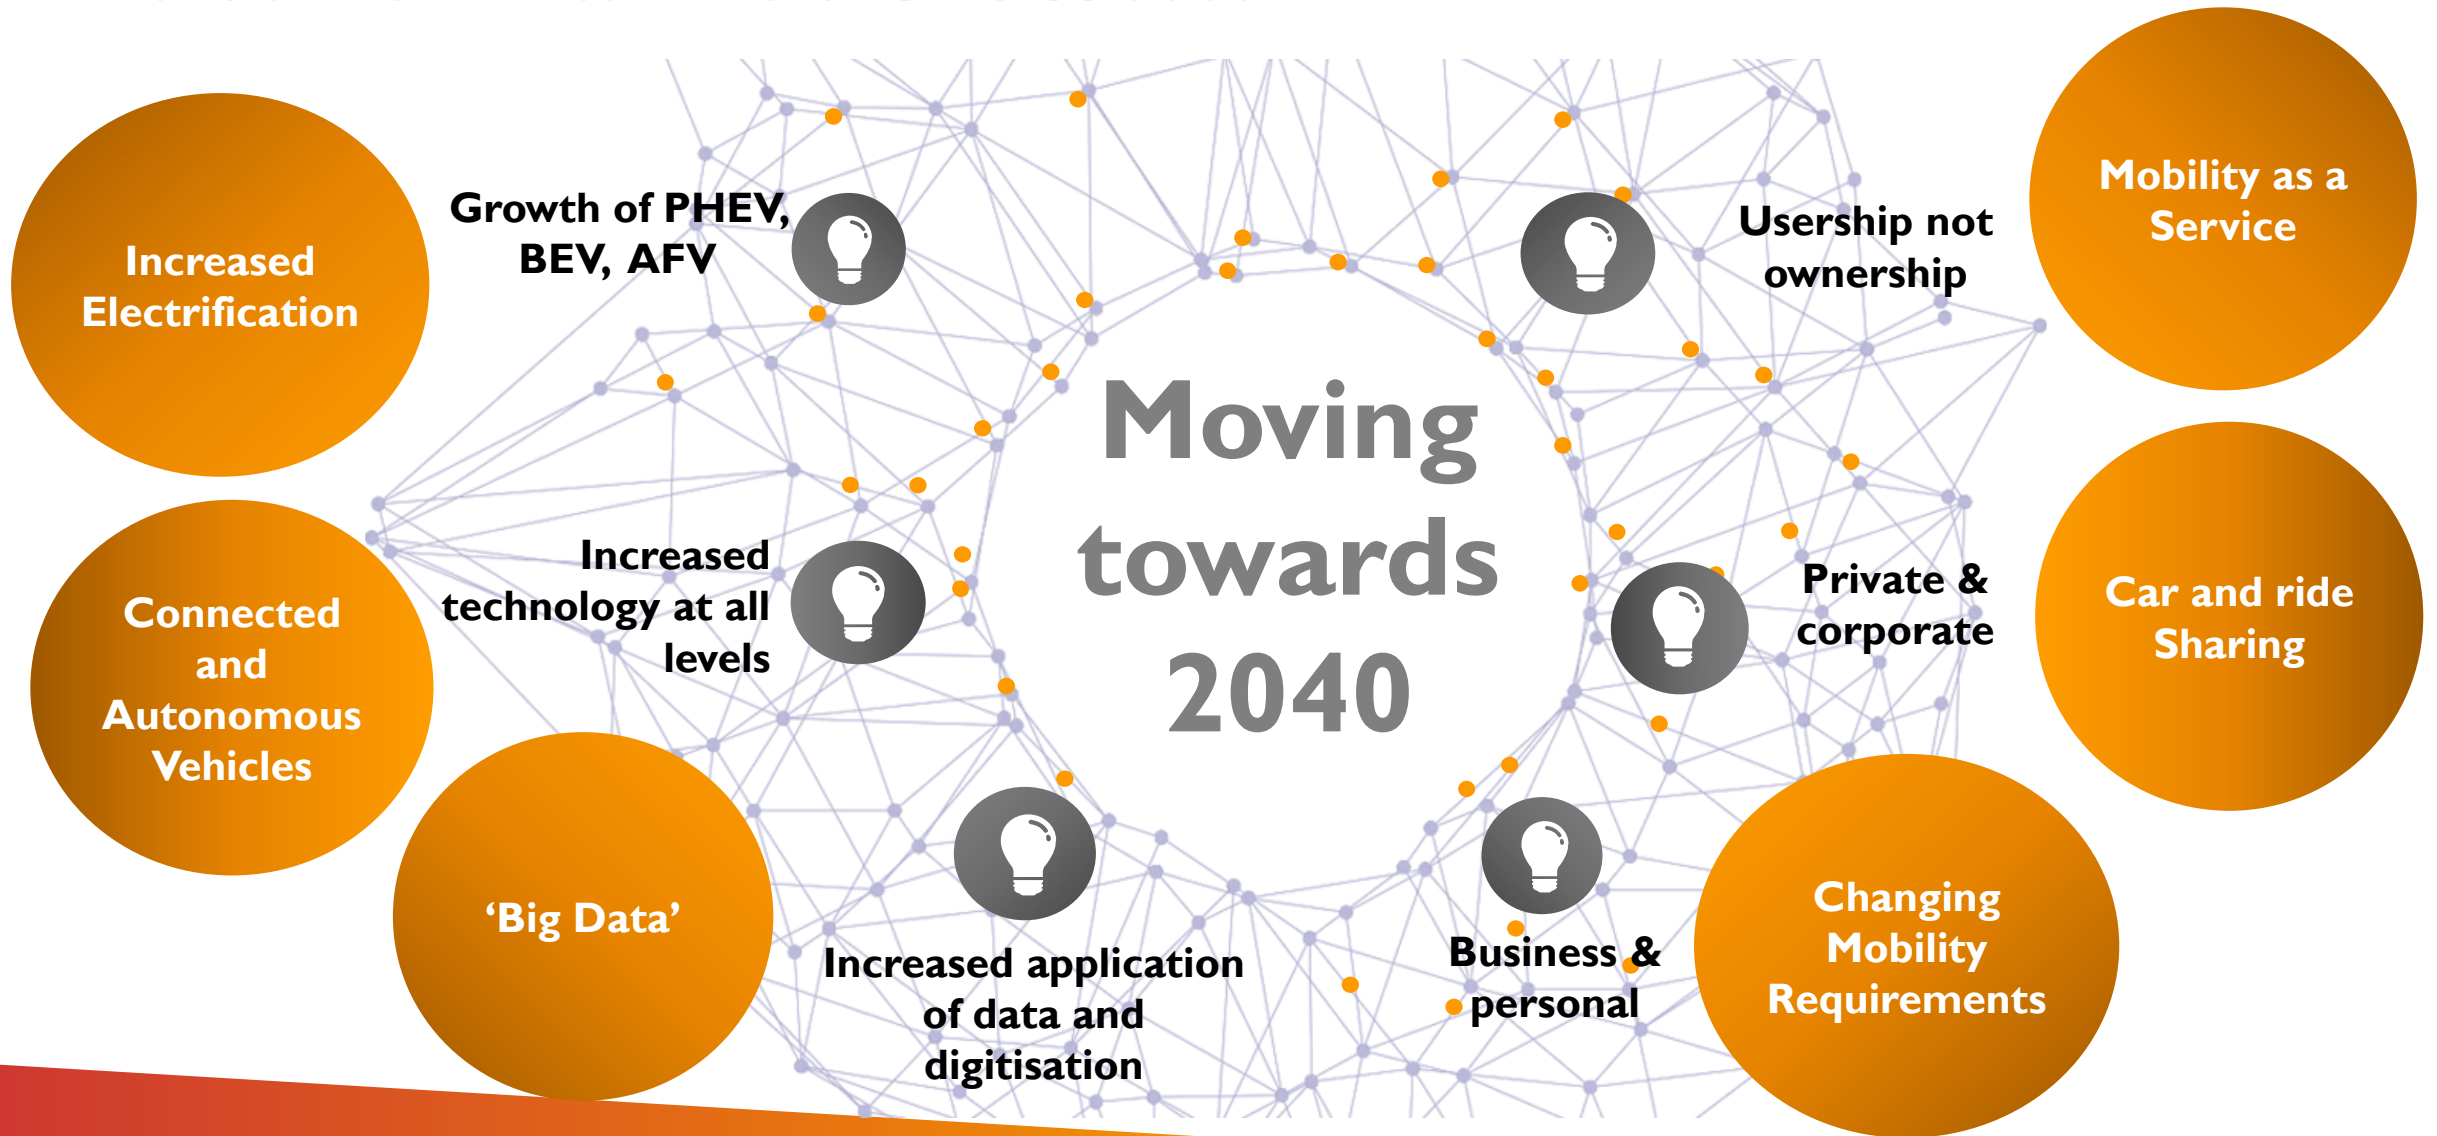 Increased
Electrification
Growth of PHEV,
BEV, AFV
Connected
and
Autonomous
Vehicles
Increased
technology at all
levels
‘Big Data’
Increased application
of data and
digitisation
Moving
towards
2040
Usership not
ownership
Mobility as a
Service
Private &
corporate
Car and ride
Sharing
Business &
personal
Changing
Mobility
Requirements